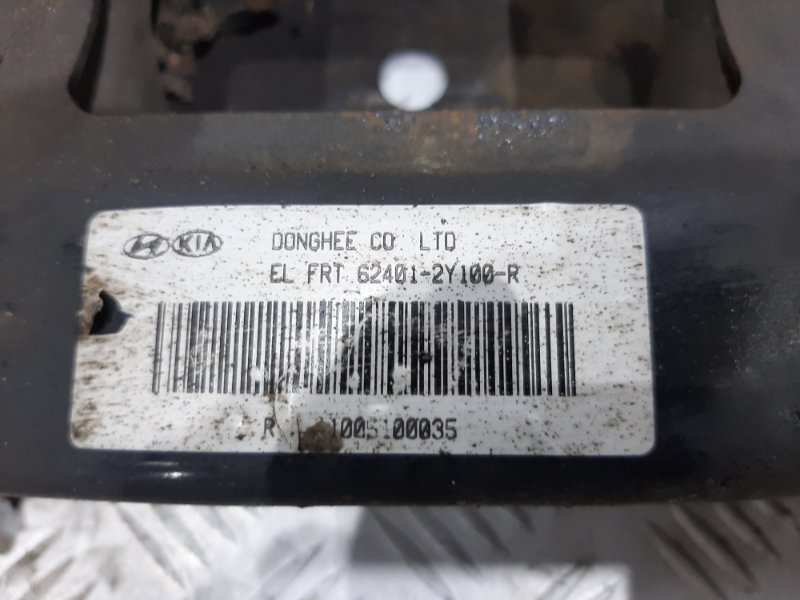 KIA DONGHEE CO LTD
EL FRT 62401-2Y100-R
R 1005100035